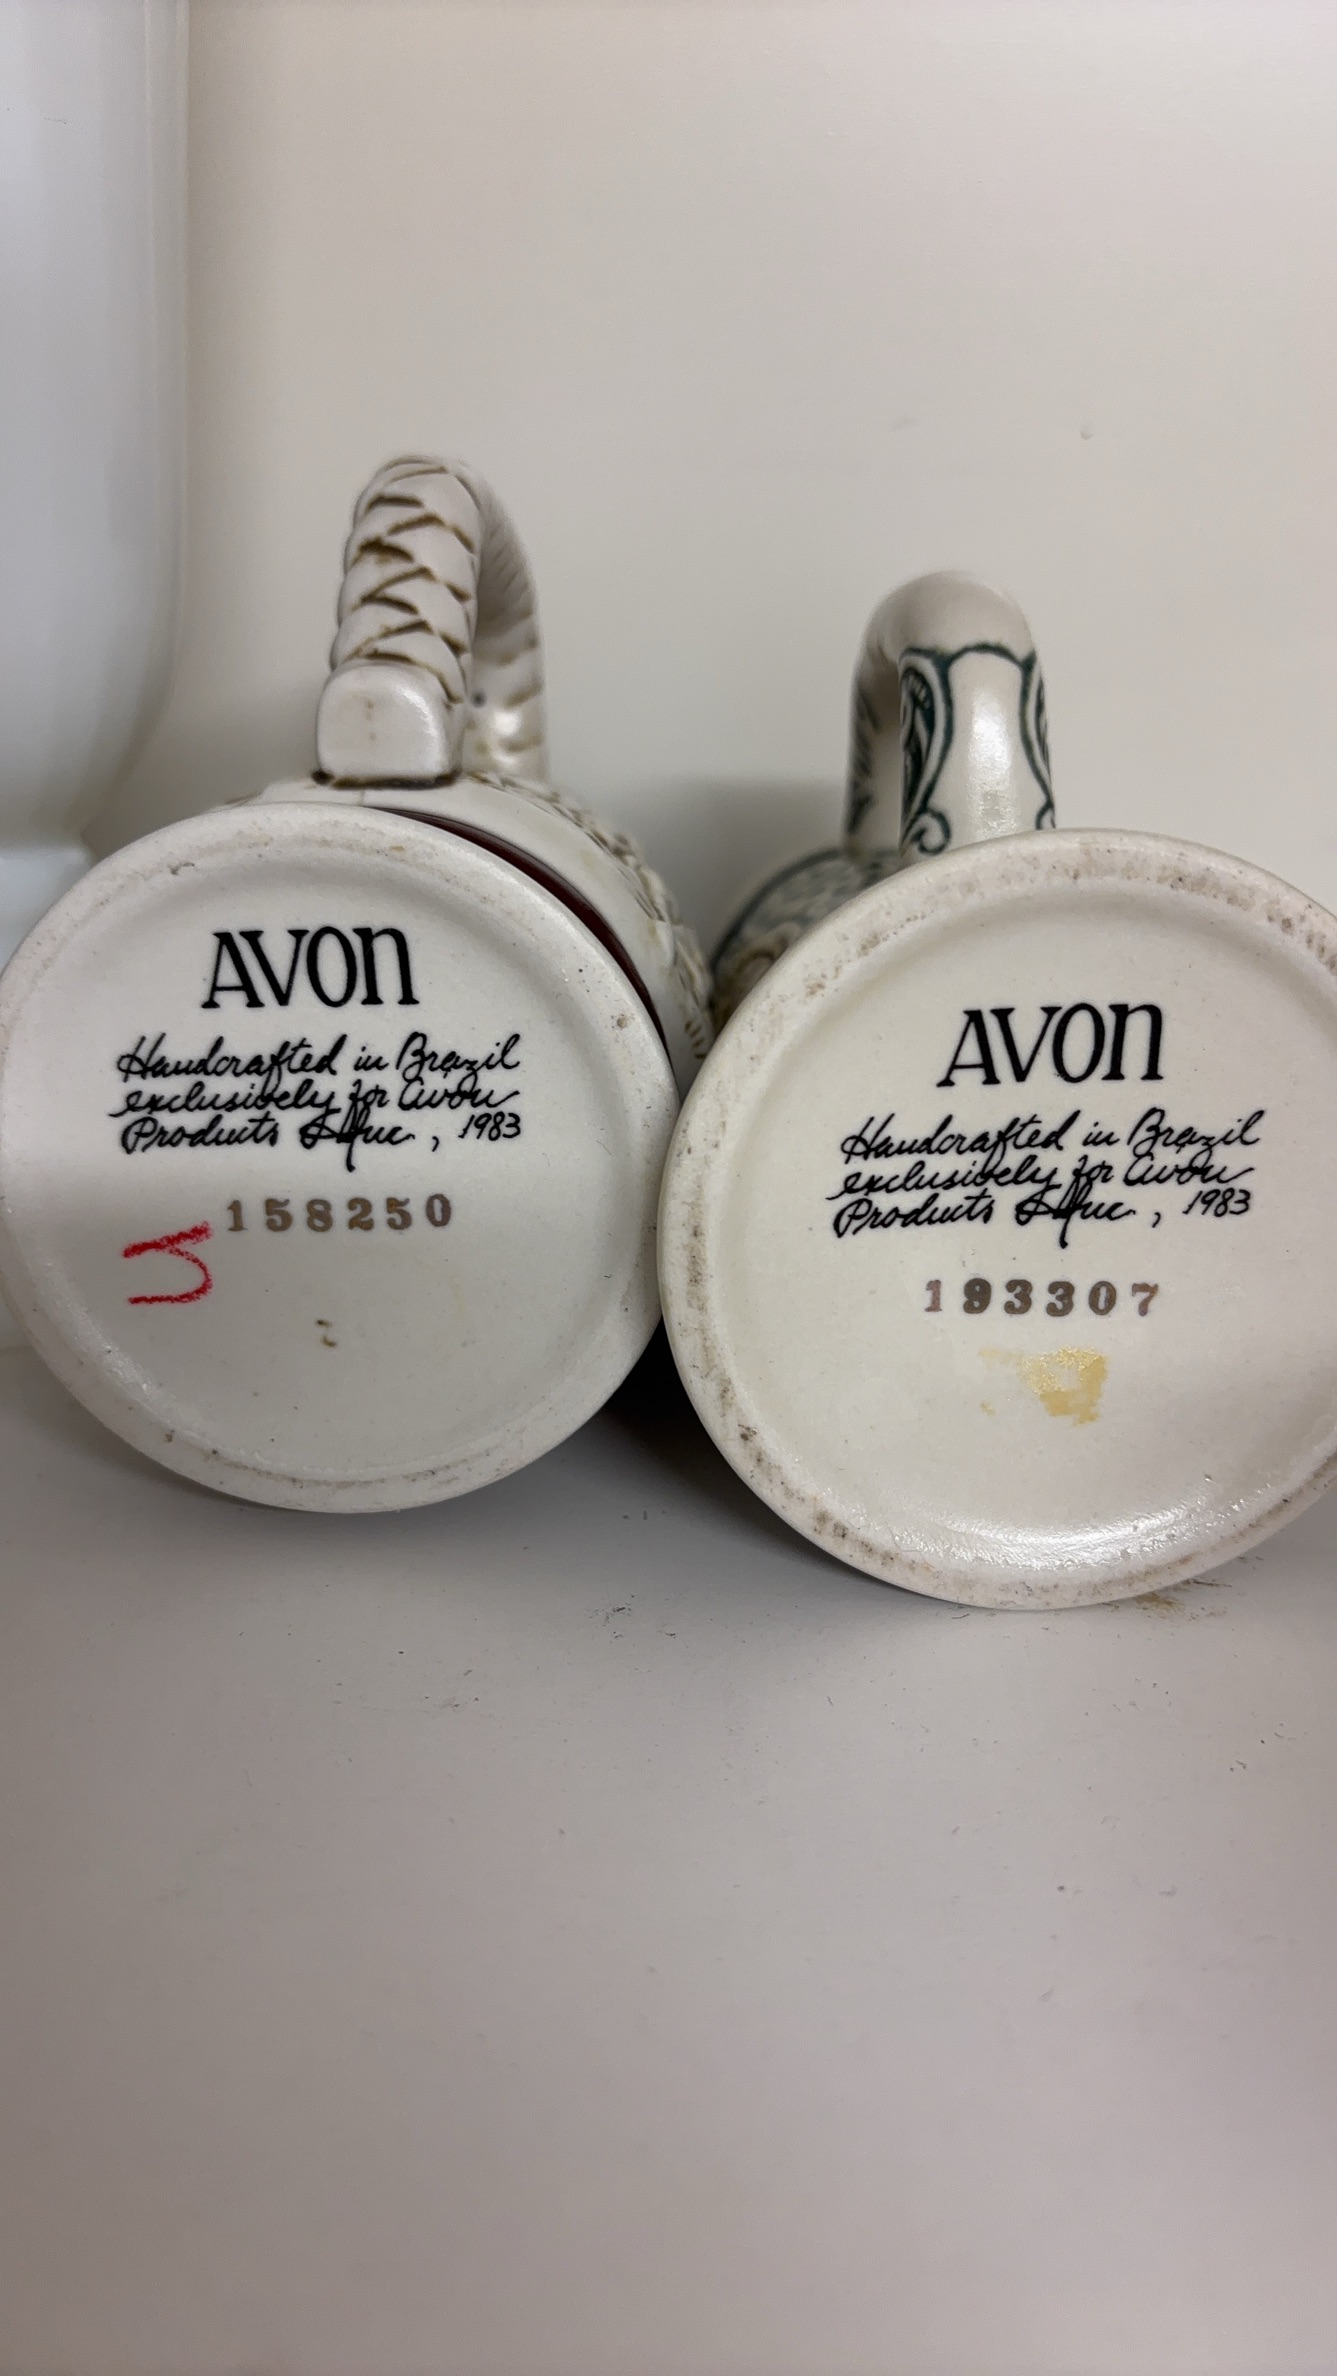 AVON
Handcrafted in Brazil
exclusively for Avon
Products Inc., 1983
158250
AVON
Handcrafted in Brazil
exclusively for Avon
Products Inc., 1983
193307